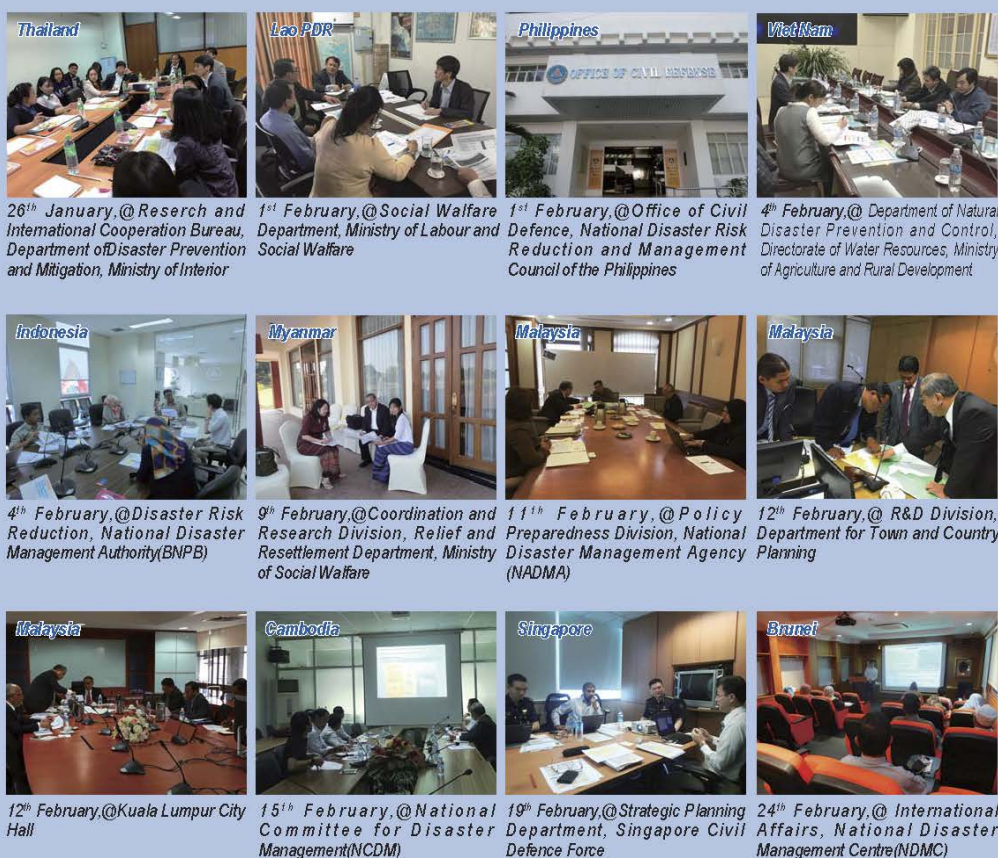 Thailand
Lao PDR
Philippines
OFFICE OF CIVIL DEFENSE
Viet Nam
26th January,@Reserch and
International Cooperation Bureau,
Department ofDisaster Prevention
and Mitigation, Ministry of Interior
1st February,@Social Walfare
Department, Ministry of Labour and
Social Walfare
1st February,@Office of Civil
Defence, National Disaster Risk
Reduction and Management
Council of the Philippines
4th February,@ Department of Natural
Disaster Prevention and Control,
Directorate of Water Resources, Ministry
of Agriculture and Rural Development
Indonesia
Myanmar
Malaysia
Malaysia
4th February,@Disaster Risk
Reduction, National Disaster
Management Authority(BNPB)
9th February,@Coordination and
Research Division, Relief and
Resettlement Department, Ministry
of Social Walfare
11th February,@Policy
Preparedness Division, National
Disaster Management Agency
(NADMA)
12th February,@ R&D Division,
Department for Town and Country
Planning
Malaysia
Cambodia
Singapore
Brunei
12th February,@Kuala Lumpur City
Hall
15th February,@National
Committee for Disaster
Management(NCDM)
19th February,@Strategic Planning
Department, Singapore Civil
Defence Force
24th February,@ International
Affairs, National Disaster
Management Centre(NDMC)